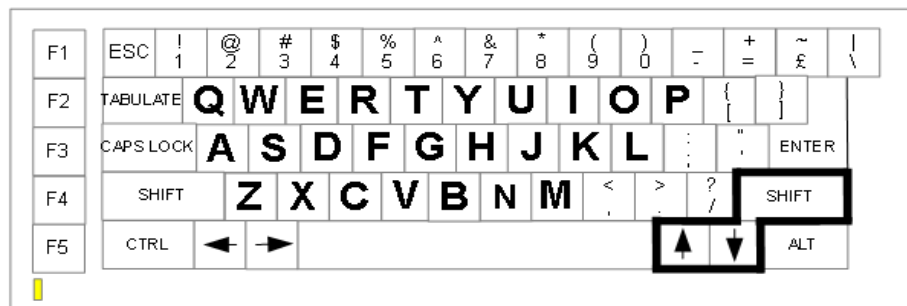 F1 ESC ! 1 @ 2 # 3 $ 4 % 5 ^ 6 & 7 * 8 ( 9 ) 0 _ - + = ~ £ | \
F2 TABULATE Q W E R T Y U I O P { [ } ]
F3 CAPS LOCK A S D F G H J K L : ; " ' ENTER
F4 SHIFT Z X C V B N M < , > . ? / SHIFT
F5 CTRL ALT